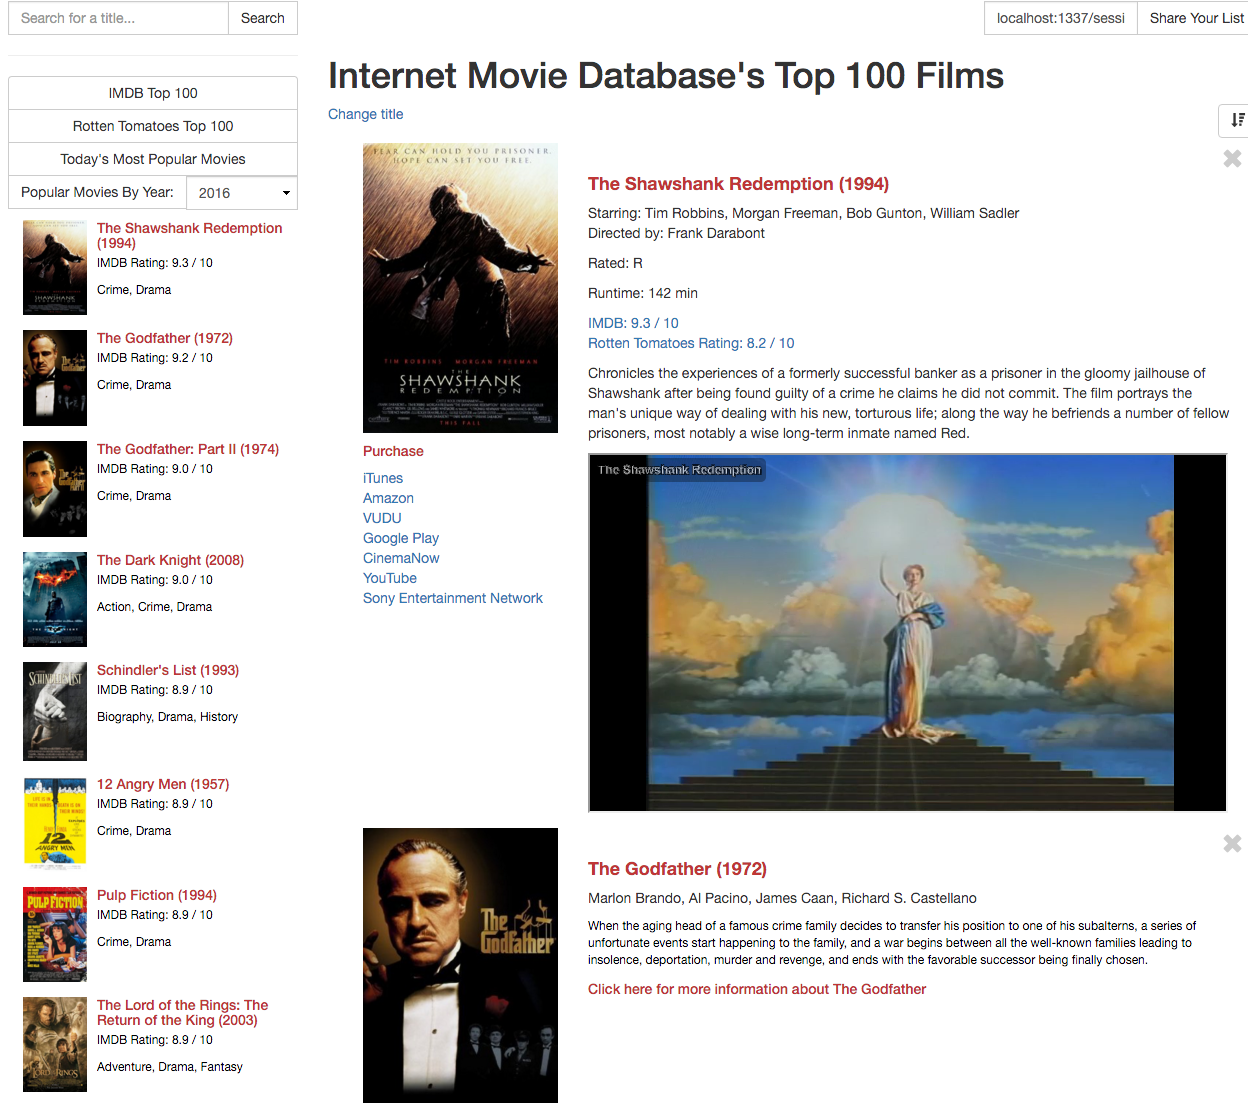 Search for a title...
Search
localhost:1337/sessi
Share Your List
IMDB Top 100
Rotten Tomatoes Top 100
Today's Most Popular Movies
Popular Movies By Year:
2016
The Shawshank Redemption
(1994)
IMDB Rating: 9.3 / 10
Crime, Drama
The Godfather (1972)
IMDB Rating: 9.2 / 10
Crime, Drama
The Godfather: Part II (1974)
IMDB Rating: 9.0 / 10
Crime, Drama
The Dark Knight (2008)
IMDB Rating: 9.0 / 10
Action, Crime, Drama
SCHINDLER'S LIST
Schindler's List (1993)
IMDB Rating: 8.9 / 10
Biography, Drama, History
12
ANGRY MEN
12 Angry Men (1957)
IMDB Rating: 8.9 / 10
Crime, Drama
PULP FICTION
Pulp Fiction (1994)
IMDB Rating: 8.9 / 10
Crime, Drama
The Lord of the Rings: The
Return of the King (2003)
IMDB Rating: 8.9 / 10
Adventure, Drama, Fantasy
Internet Movie Database's Top 100 Films
Change title
FEAR CAN HOLD YOU PRISONER.
HOPE CAN SET YOU FREE.
TIM ROBBINS MORGAN FREEMAN
THE
SHAWSHANK
REDEMPTION
THIS FALL
Purchase
iTunes
Amazon
VUDU
Google Play
CinemaNow
YouTube
Sony Entertainment Network
The Shawshank Redemption (1994)
Starring: Tim Robbins, Morgan Freeman, Bob Gunton, William Sadler
Directed by: Frank Darabont
Rated: R
Runtime: 142 min
IMDB: 9.3 / 10
Rotten Tomatoes Rating: 8.2 / 10
Chronicles the experiences of a formerly successful banker as a prisoner in the gloomy jailhouse of
Shawshank after being found guilty of a crime he claims he did not commit. The film portrays the
man's unique way of dealing with his new, torturous life; along the way he befriends a number of fellow
prisoners, most notably a wise long-term inmate named Red.
The Shawshank Redemption
The
Godfather
The Godfather (1972)
Marlon Brando, Al Pacino, James Caan, Richard S. Castellano
When the aging head of a famous crime family decides to transfer his position to one of his subalterns, a series of
unfortunate events start happening to the family, and a war begins between all the well-known families leading to
insolence, deportation, murder and revenge, and ends with the favorable successor being finally chosen.
Click here for more information about The Godfather